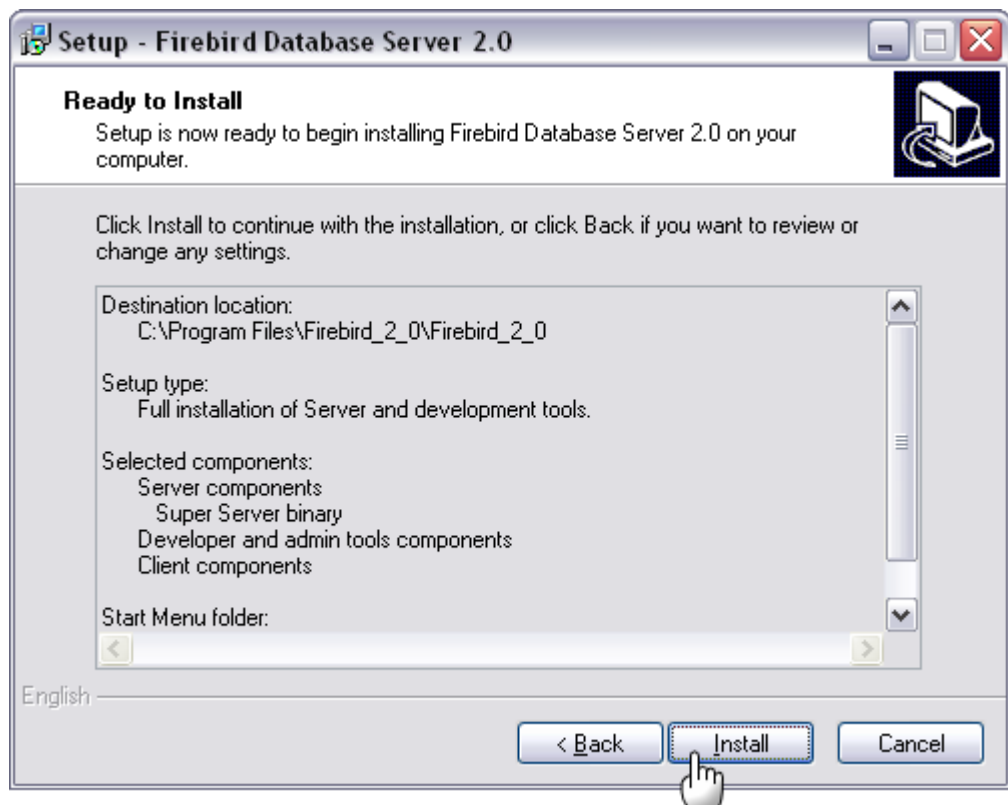 Setup - Firebird Database Server 2.0
Ready to Install
Setup is now ready to begin installing Firebird Database Server 2.0 on your
computer.
Click Install to continue with the installation, or click Back if you want to review or
change any settings.
Destination location:
C:\Program Files\Firebird_2_0\Firebird_2_0
Setup type:
Full installation of Server and development tools.
Selected components:
Server components
Super Server binary
Developer and admin tools components
Client components
Start Menu folder:
English
< Back
Install
Cancel